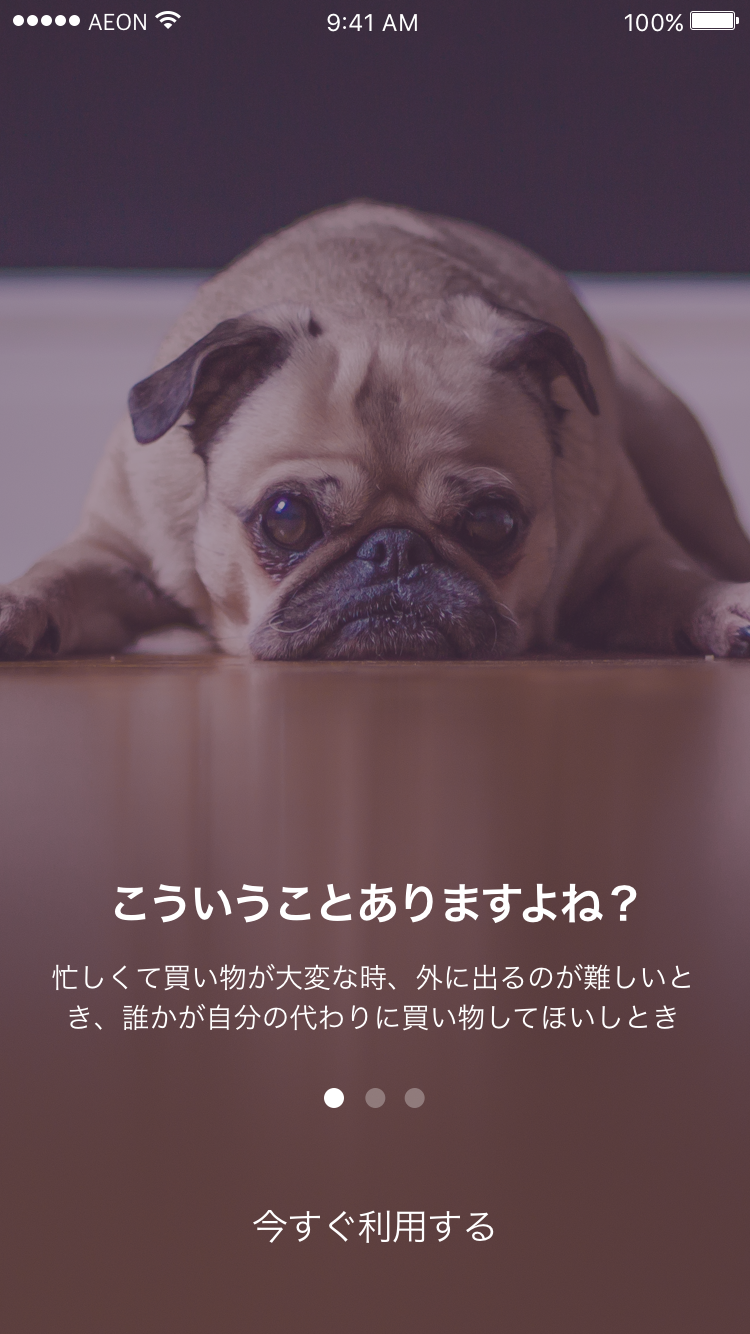 AEON 9:41 AM 100%
こういうことありますよね？
忙しくて買い物が大変な時、外に出るのが難しいと
き、誰かが自分の代わりに買い物してほいしとき
今すぐ利用する